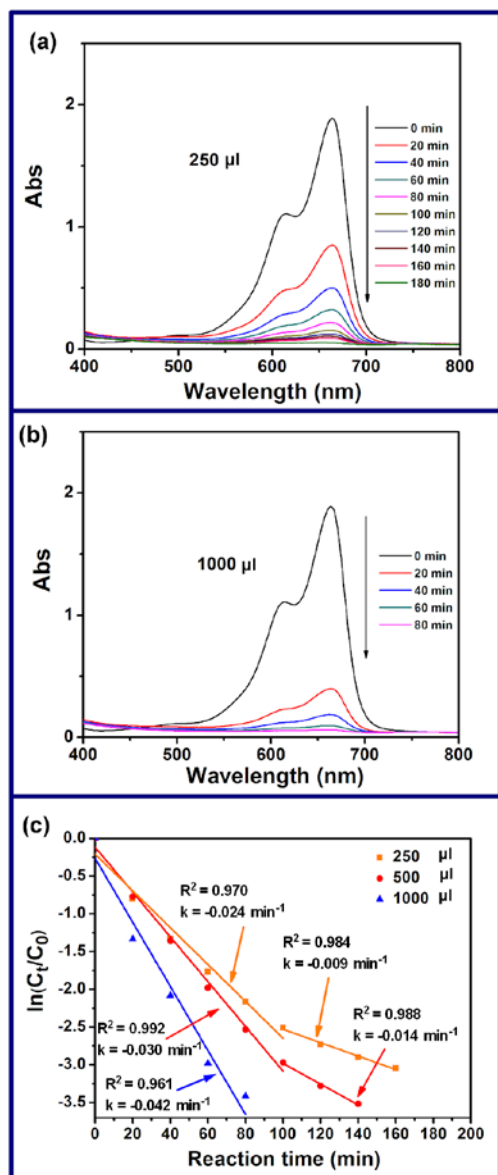 (a)
2
1
0
Abs
250 µl
0 min
20 min
40 min
60 min
80 min
100 min
120 min
140 min
160 min
180 min
400 500 600 700 800
Wavelength (nm)
(b)
2
1
0
Abs
1000 µl
0 min
20 min
40 min
60 min
80 min
400 500 600 700 800
Wavelength (nm)
(c)
0.0
-0.5
-1.0
-1.5
-2.0
-2.5
-3.0
-3.5
ln(Ct/C0)
250 µl
500 µl
1000 µl
R2 = 0.970
k = -0.024 min-1
R2 = 0.984
k = -0.009 min-1
R2 = 0.988
k = -0.014 min-1
R2 = 0.992
k = -0.030 min-1
R2 = 0.961
k = -0.042 min-1
0 20 40 60 80 100 120 140 160 180
Reaction time (min)